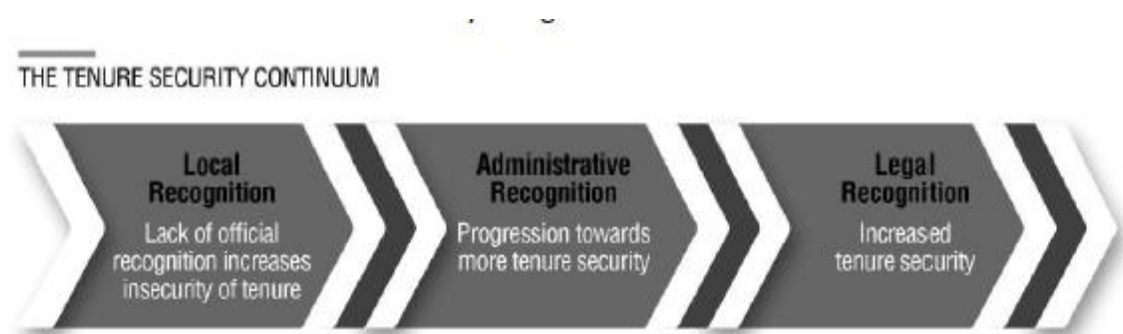 THE TENURE SECURITY CONTINUUM
Local
Recognition
Lack of official
recognition increases
insecurity of tenure
Administrative
Recognition
Progression towards
more tenure security
Legal
Recognition
Increased
tenure security